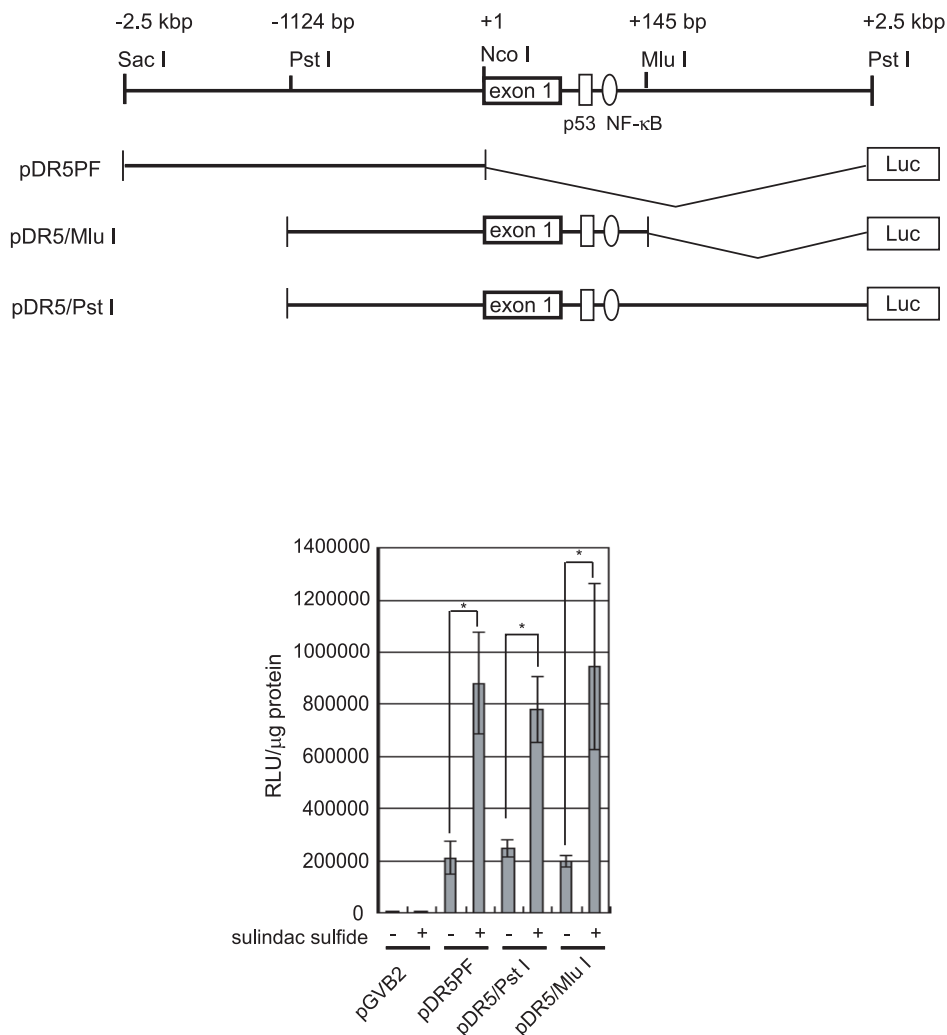 -2.5 kbp -1124 bp +1 +145 bp +2.5 kbp
Sac I Pst I Nco I Mlu I Pst I
exon 1
p53 NF-κB
pDR5PF Luc
pDR5/Mlu I exon 1 Luc
pDR5/Pst I exon 1 Luc
1400000
1200000
1000000
800000
600000
400000
200000
0
RLU/µg protein
* * *
sulindac sulfide - + - + - + - +
pGVB2 pDR5PF pDR5/Pst I pDR5/Mlu I